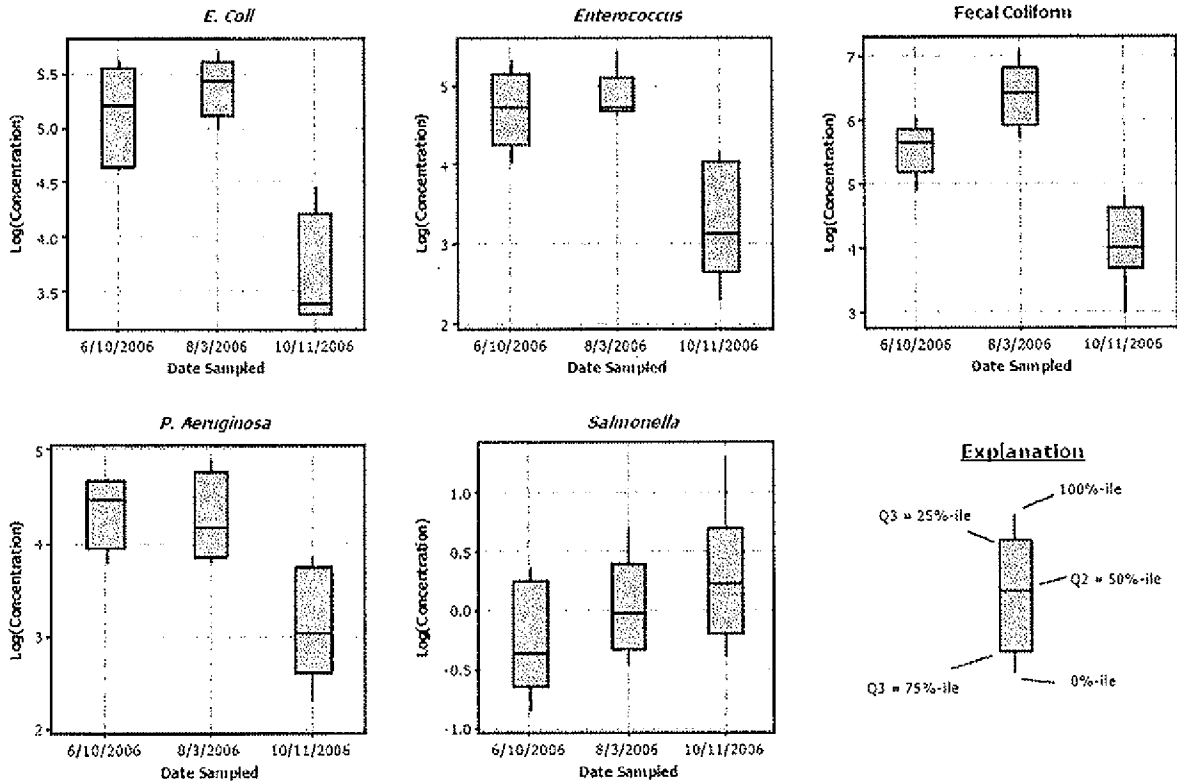 E. Coll
Log(Concentration)
5.5
5.0
4.5
4.0
3.5
6/10/2006 8/3/2006 10/11/2006
Date Sampled
Enterococcus
Log(Concentration)
5
4
3
2
6/10/2006 8/3/2006 10/11/2006
Date Sampled
Fecal Coliform
Log(Concentration)
7
6
5
4
3
6/10/2006 8/3/2006 10/11/2006
Date Sampled
P. Aeruginosa
Log(Concentration)
5
4
3
2
6/10/2006 8/3/2006 10/11/2006
Date Sampled
Salmonella
Log(Concentration)
1.0
0.5
0.0
-0.5
-1.0
6/10/2006 8/3/2006 10/11/2006
Date Sampled
Explanation
100%-ile
Q3 = 25%-ile
Q2 = 50%-ile
Q3 = 75%-ile
0%-ile